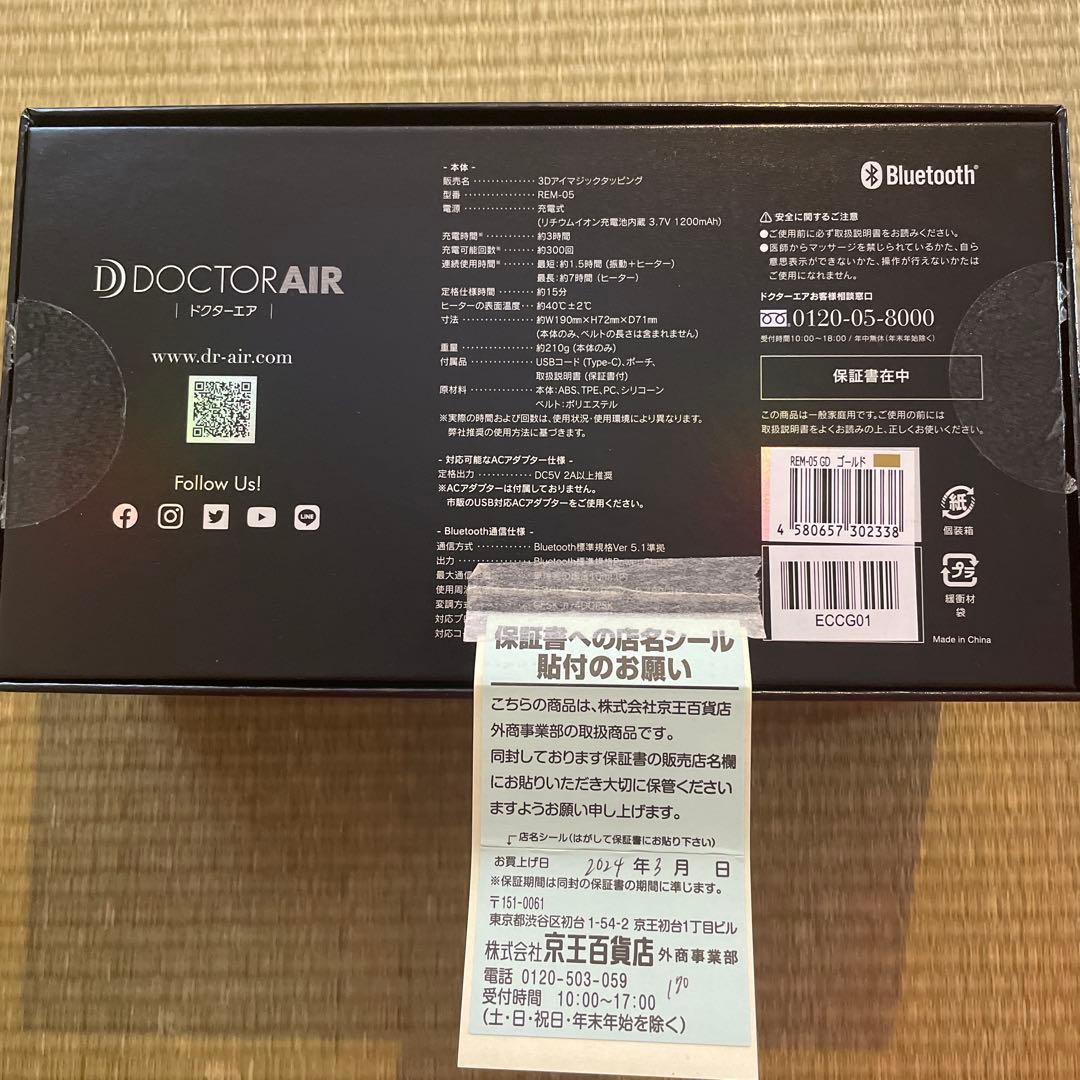 DOCTORAIR
| ドクターエア |
www.dr-air.com
Follow Us!
LINE
- 本体 -
販売名 ･･････････････ 3Dアイマジックタッピング
型番 ････････････････ REM-05
電源 ････････････････ 充電式
(リチウムイオン充電池内蔵 3.7V 1200mAh)
充電時間※ ･･････････ 約3時間
充電可能回数※ ･･････ 約300回
連続使用時間※ ･･････ 最短：約1.5時間 (振動＋ヒーター)
最長：約7時間 (ヒーター)
定格仕様時間 ････････ 約15分
ヒーターの表面温度･･･ 約40℃±2℃
寸法 ････････････････ 約W190mm×H72mm×D71mm
(本体のみ、ベルトの長さは含まれません)
重量 ････････････････ 約210g (本体のみ)
付属品 ･･････････････ USBコード (Type-C)、ポーチ、
取扱説明書 (保証書付)
原材料 ･･････････････ 本体：ABS、TPE、PC、シリコーン
ベルト：ポリエステル
※実際の時間および回数は、使用状況・使用環境により異なります。
弊社推奨の使用方法に基づきます。
- 対応可能なACアダプター仕様 -
定格出力 ････････････ DC5V 2A以上推奨
※ACアダプターは付属しておりません。
市販のUSB対応ACアダプターをご使用ください。
- Bluetooth通信仕様 -
通信方式 ････････････ Bluetooth標準規格Ver 5.1準拠
出力 ････････････････ Bluetooth標準規格
最大通信
使用周
変調方式
対応プ
対応コ
Bluetooth®
⚠ 安全に関するご注意
●ご使用前に必ず取扱説明書をお読みください。
●医師からマッサージを禁じられているかた、自ら
意思表示ができないかた、操作が行えないかたは
ご使用になれません。
ドクターエアお客様相談窓口
0120-05-8000
受付時間10：00～18：00 / 年中無休(年末年始除く)
保証書在中
この商品は一般家庭用です。ご使用の前には
取扱説明書をよくお読みの上、正しくお使いください。
REM-05 GD ゴールド
4 580657 302338
ECCG01
紙
個装箱
プラ
緩衝材
袋
Made in China
保証書への店名シール
貼付のお願い
こちらの商品は、株式会社京王百貨店
外商事業部の取扱商品です。
同封しております保証書の販売店名欄
にお貼りいただき大切に保管ください
ますようお願い申し上げます。
店名シール(はがして保証書にお貼り下さい)
お買上げ日 2024 年 3 月 日
※保証期間は同封の保証書の期間に準じます。
〒151-0061
東京都渋谷区初台1-54-2 京王初台1丁目ビル
株式会社京王百貨店 外商事業部
電話 0120-503-059
受付時間 10:00～17:00
(土・日・祝日・年末年始を除く)
170